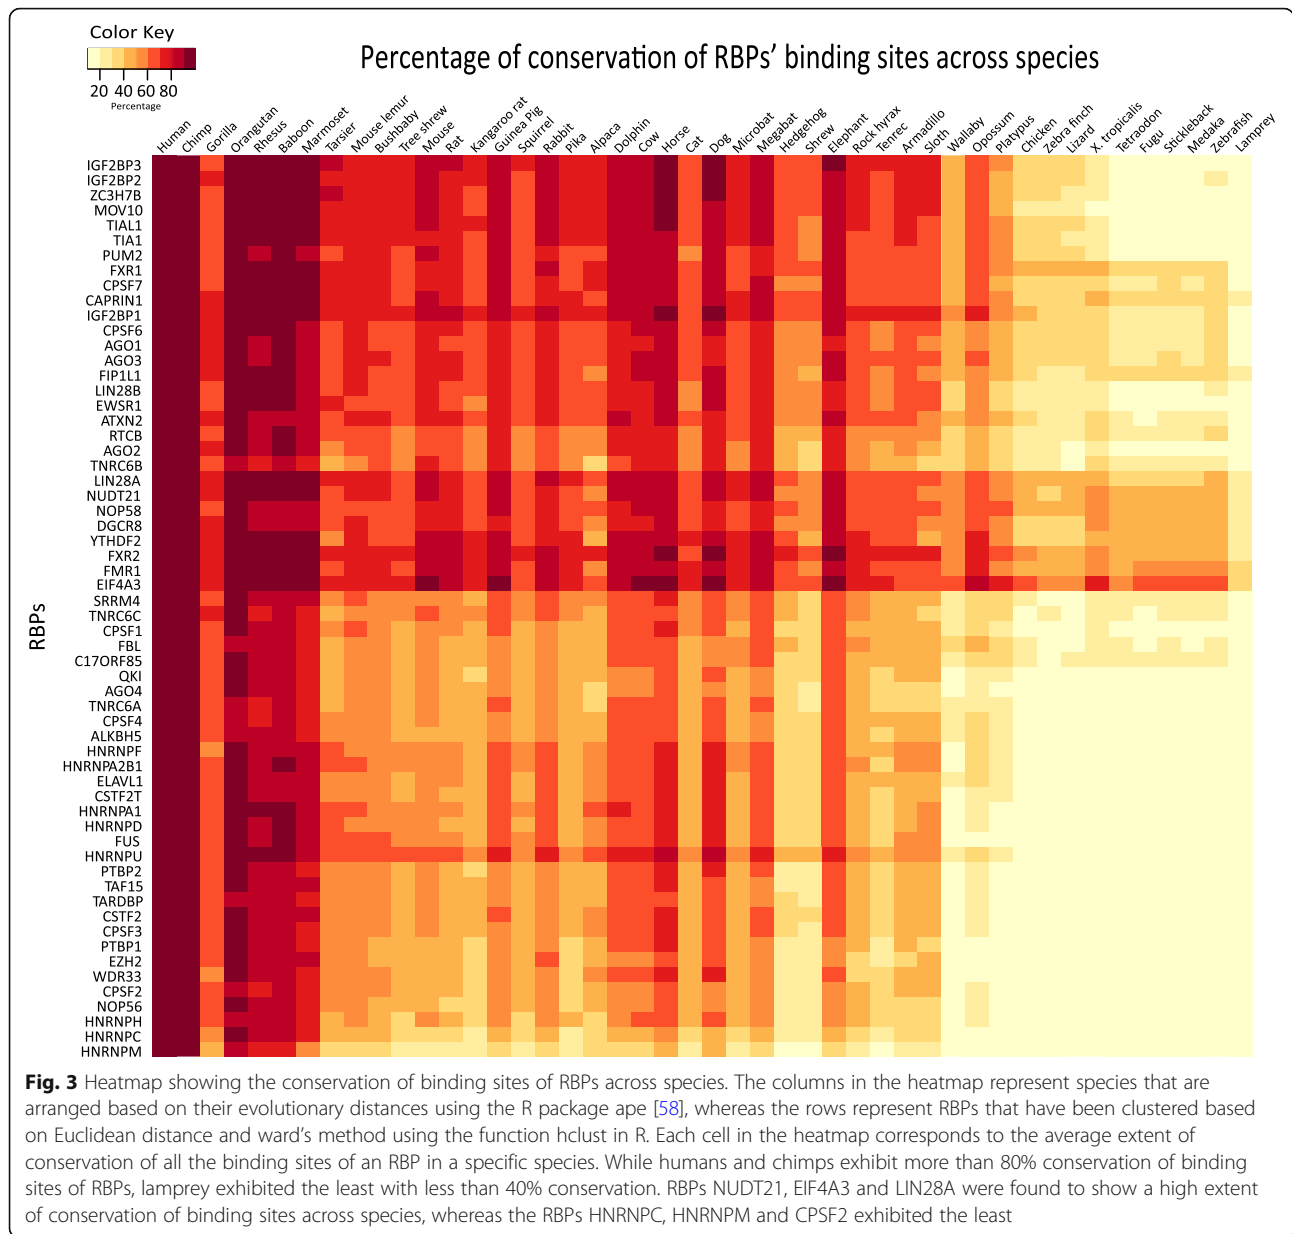 Color Key
20 40 60 80
Percentage
Percentage of conservation of RBPs' binding sites across species
Human
Chimp
Gorilla
Orangutan
Rhesus
Baboon
Marmoset
Tarsier
Mouse lemur
Bushbaby
Tree shrew
Mouse
Rat
Kangaroo rat
Guinea Pig
Squirrel
Rabbit
Pika
Alpaca
Dolphin
Cow
Horse
Cat
Dog
Microbat
Megabat
Hedgehog
Shrew
Elephant
Rock hyrax
Tenrec
Armadillo
Sloth
Wallaby
Opossum
Platypus
Chicken
Zebra finch
Lizard
X. tropicalis
Tetraodon
Fugu
Stickleback
Medaka
Zebrafish
Lamprey
RBPs
IGF2BP3
IGF2BP2
ZC3H7B
MOV10
TIAL1
TIA1
PUM2
FXR1
CPSF7
CAPRIN1
IGF2BP1
CPSF6
AGO1
AGO3
FIP1L1
LIN28B
EWSR1
ATXN2
RTCB
AGO2
TNRC6B
LIN28A
NUDT21
NOP58
DGCR8
YTHDF2
FXR2
FMR1
EIF4A3
SRRM4
TNRC6C
CPSF1
FBL
C17ORF85
QKI
AGO4
TNRC6A
CPSF4
ALKBH5
HNRNPF
HNRNPA2B1
ELAVL1
CSTF2T
HNRNPA1
HNRNPD
FUS
HNRNPU
PTBP2
TAF15
TARDBP
CSTF2
CPSF3
PTBP1
EZH2
WDR33
CPSF2
NOP56
HNRNPH
HNRNPC
HNRNPM
Fig. 3 Heatmap showing the conservation of binding sites of RBPs across species. The columns in the heatmap represent species that are
arranged based on their evolutionary distances using the R package ape [58], whereas the rows represent RBPs that have been clustered based
on Euclidean distance and ward's method using the function hclust in R. Each cell in the heatmap corresponds to the average extent of
conservation of all the binding sites of an RBP in a specific species. While humans and chimps exhibit more than 80% conservation of binding
sites of RBPs, lamprey exhibited the least with less than 40% conservation. RBPs NUDT21, EIF4A3 and LIN28A were found to show a high extent
of conservation of binding sites across species, whereas the RBPs HNRNPC, HNRNPM and CPSF2 exhibited the least